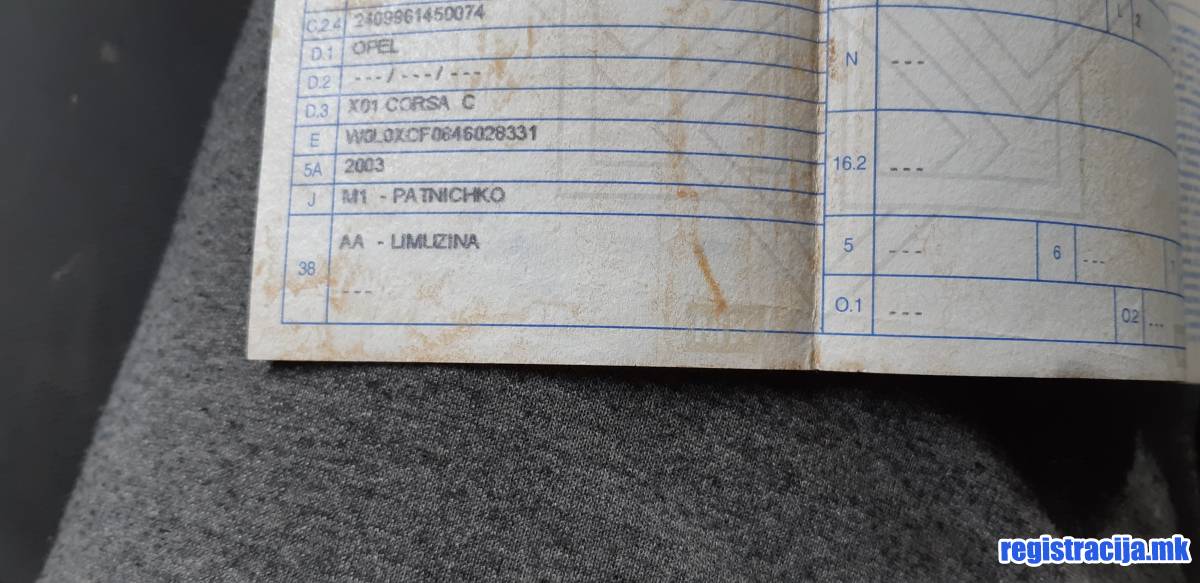 C.2.4 2409961450074
D.1 OPEL
D.2 ---/---/---
D.3 X01 CORSA C
E W0L0XCF0646028331
5A 2003
J M1 - PATNICHKO
38 AA - LIMUZINA
---
L 2
N ---
16.2 ---
5 --- 6 ---
O.1 --- O2 ---
registracija.mk